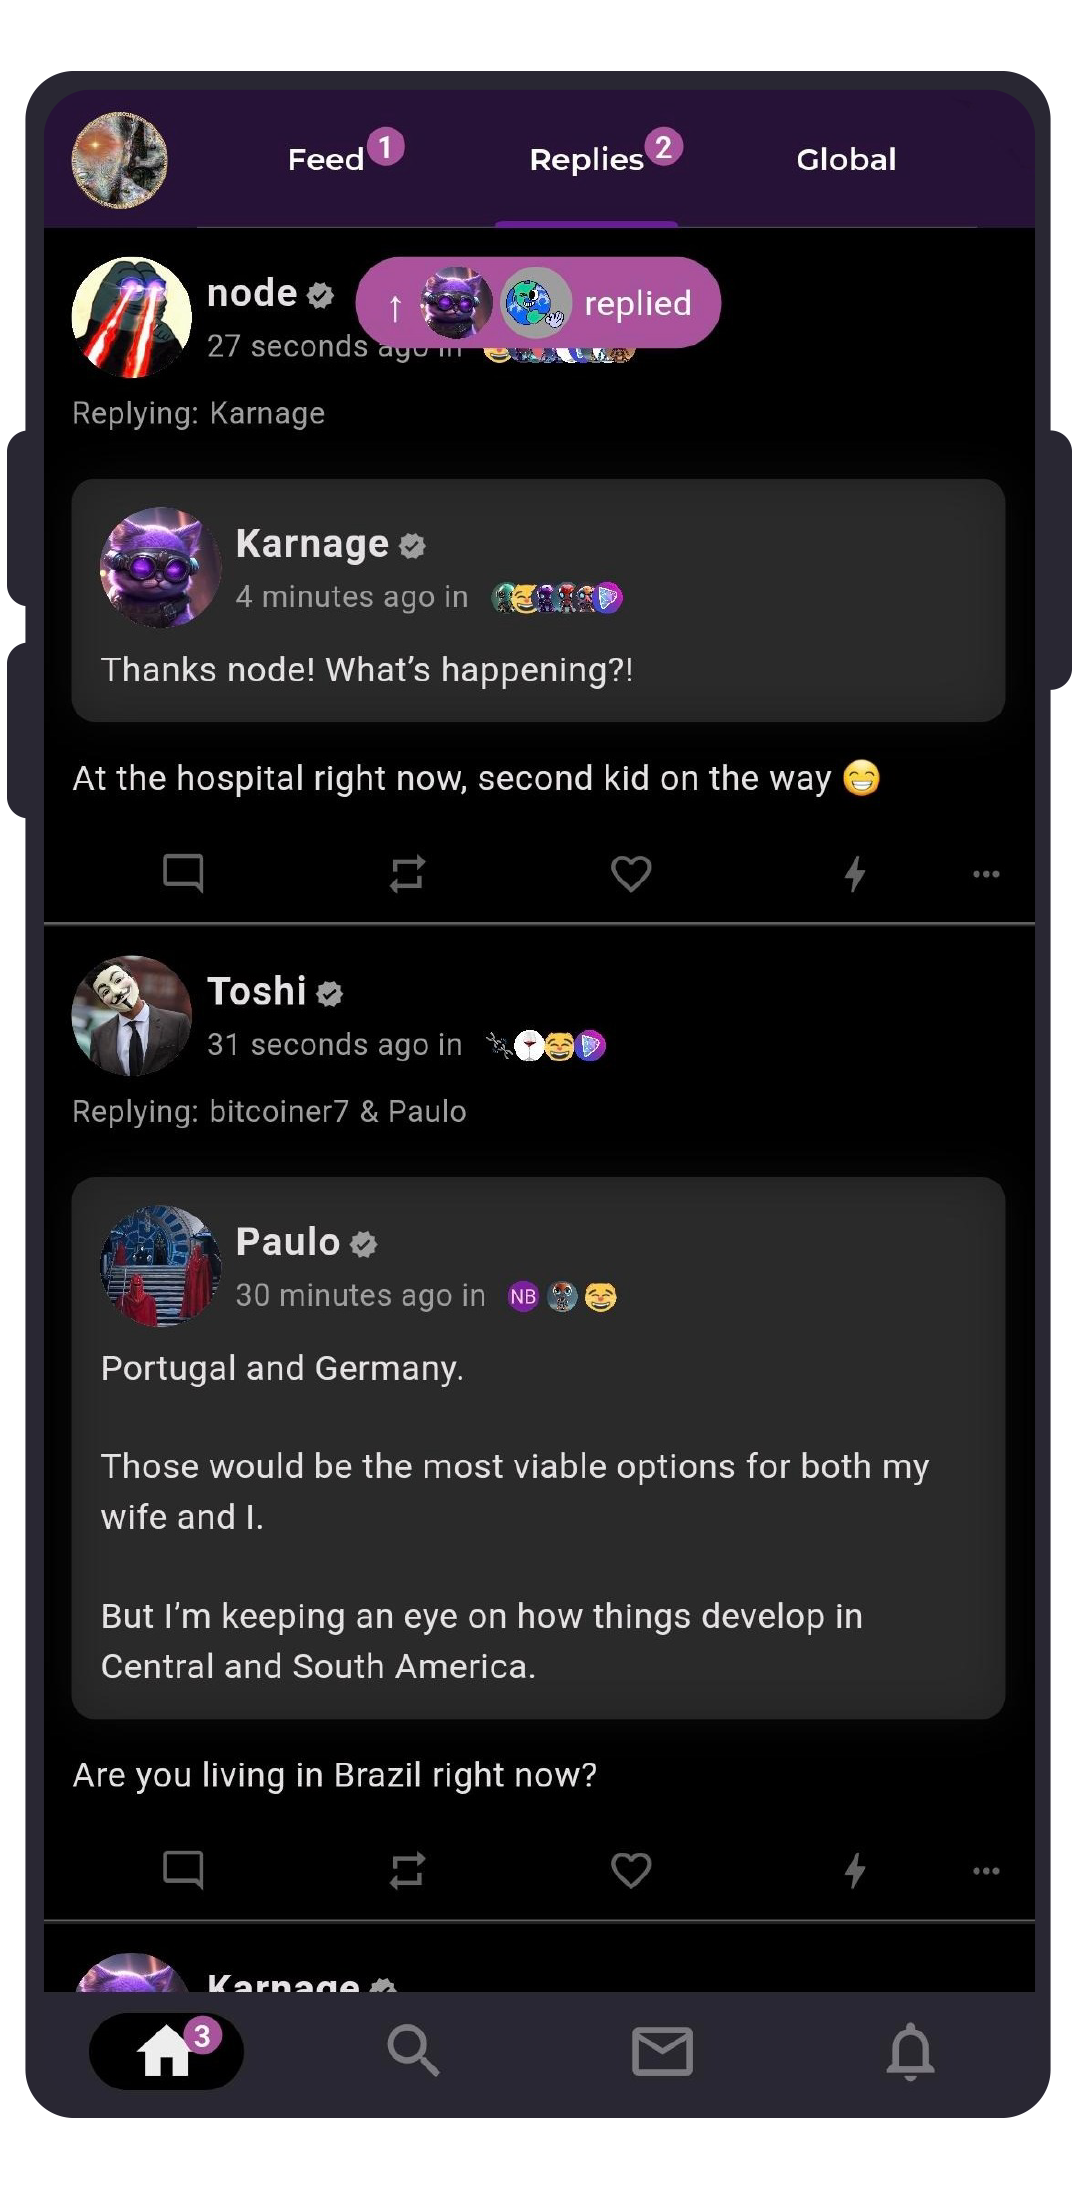 Feed 1 Replies 2 Global
node
↑ replied
27 seconds ago in
Replying: Karnage
Karnage
4 minutes ago in
Thanks node! What’s happening?!
At the hospital right now, second kid on the way 😁
Toshi
31 seconds ago in
Replying: bitcoiner7 & Paulo
Paulo
30 minutes ago in NB
Portugal and Germany.
Those would be the most viable options for both my
wife and I.
But I’m keeping an eye on how things develop in
Central and South America.
Are you living in Brazil right now?
Karnage
3